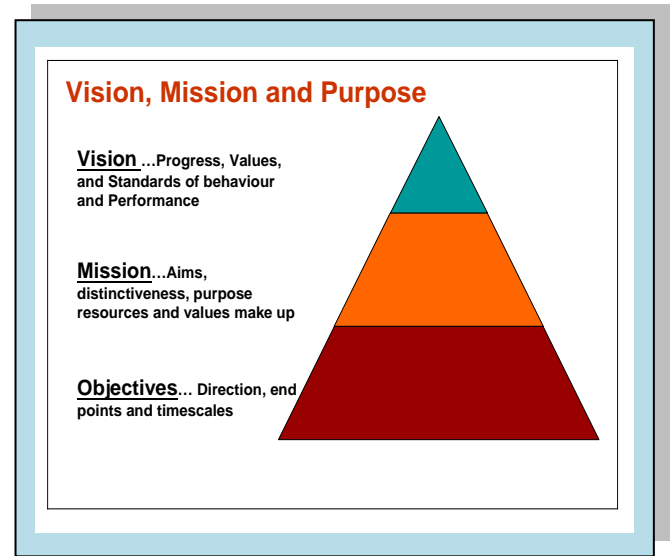 Vision, Mission and Purpose
Vision ...Progress, Values,
and Standards of behaviour
and Performance
Mission...Aims,
distinctiveness, purpose
resources and values make up
Objectives... Direction, end
points and timescales